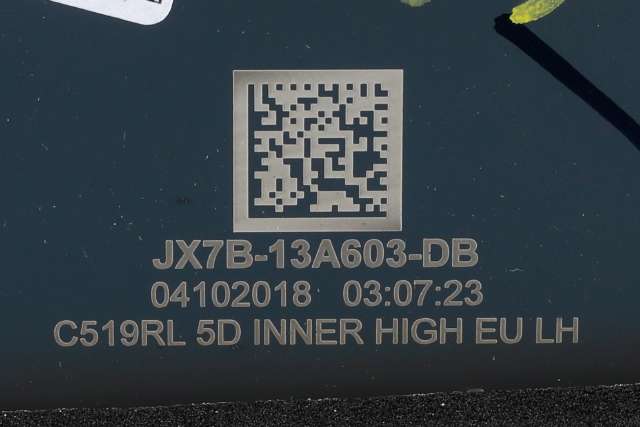 JX7B-13A603-DB
04102018 03:07:23
C519RL 5D INNER HIGH EU LH